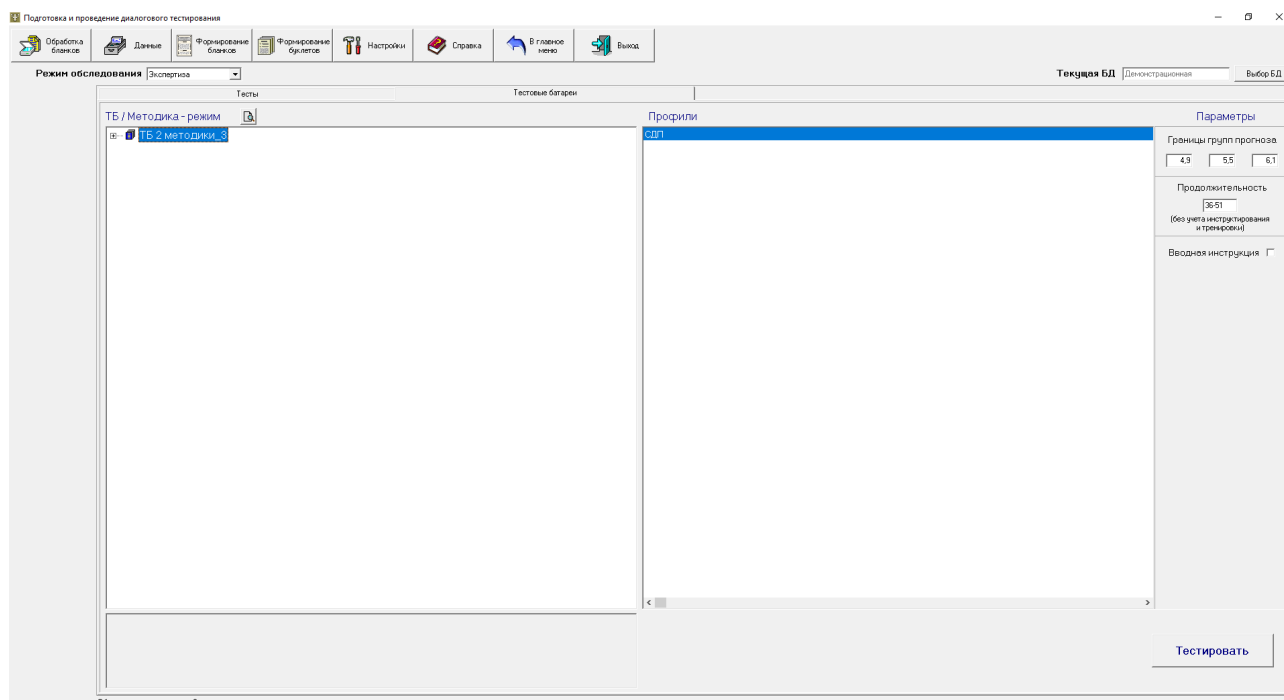 Подготовка и проведение диалогового тестирования
Обработка бланков
Данные
Формирование бланков
Формирование буклетов
Настройки
Справка
В главное меню
Выход
Режим обследования Экспертиза
Текущая БД Демонстрационная Выбор БД
Тесты Тестовые батареи
ТБ / Методика - режим
Профили
Параметры
ТБ 2 методики_3
СДП
Границы групп прогноза
4,9 5,5 6,1
Продолжительность
36-51
(без учета инструктирования
и тренировки)
Вводная инструкция
Тестировать